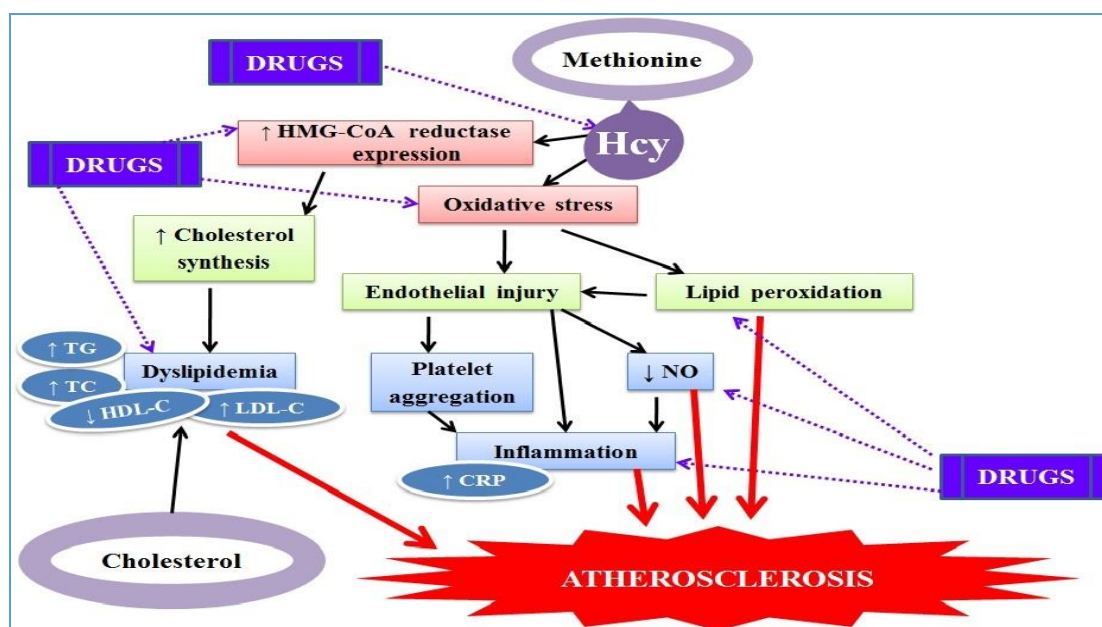 DRUGS
Methionine
Hcy
↑ HMG-CoA reductase
expression
DRUGS
Oxidative stress
↑ Cholesterol
synthesis
Endothelial injury
Lipid peroxidation
↑ TG
Dyslipidemia
↑ TC
↓ HDL-C
↑ LDL-C
Platelet
aggregation
↓ NO
Inflammation
↑ CRP
DRUGS
Cholesterol
ATHEROSCLEROSIS